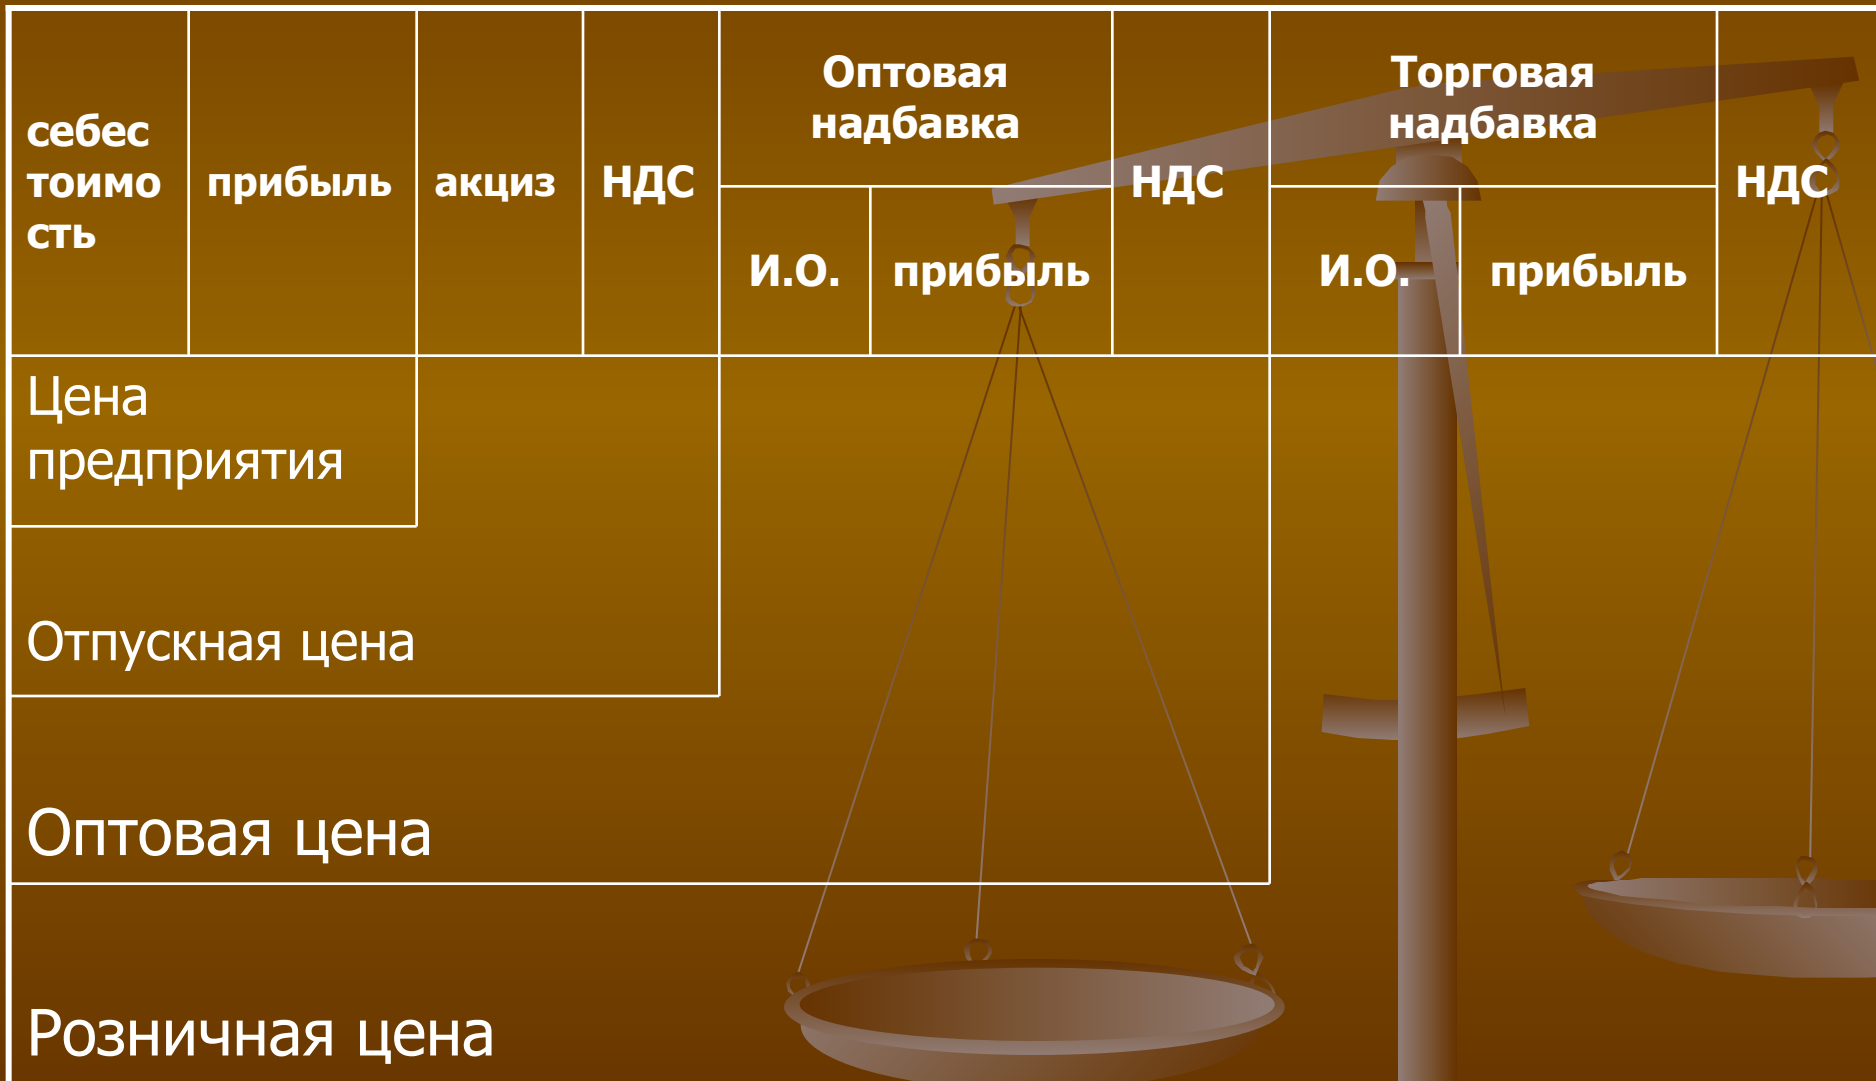 себес
тоимо
сть
прибыль
акциз
НДС
Оптовая
надбавка
И.О.
прибыль
НДС
Торговая
надбавка
И.О.
прибыль
НДС
Цена
предприятия
Отпускная цена
Оптовая цена
Розничная цена